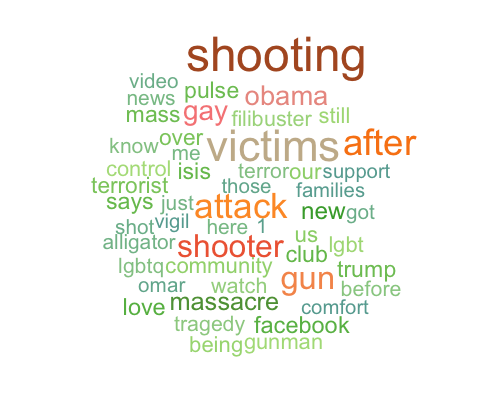 shooting
video
news pulse obama
mass gay filibuster still
know over victims after
me
control isis terror our support
terrorist those families
says just attack new got
shot vigil here 1 us
alligator shooter club lgbt
lgbtq community gun trump
omar watch before
love massacre comfort
tragedy facebook
being gunman